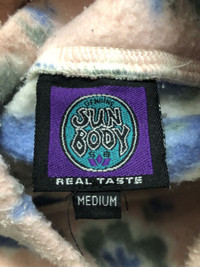 GENUINE
SUN
BODY
S B
REAL TASTE
MEDIUM